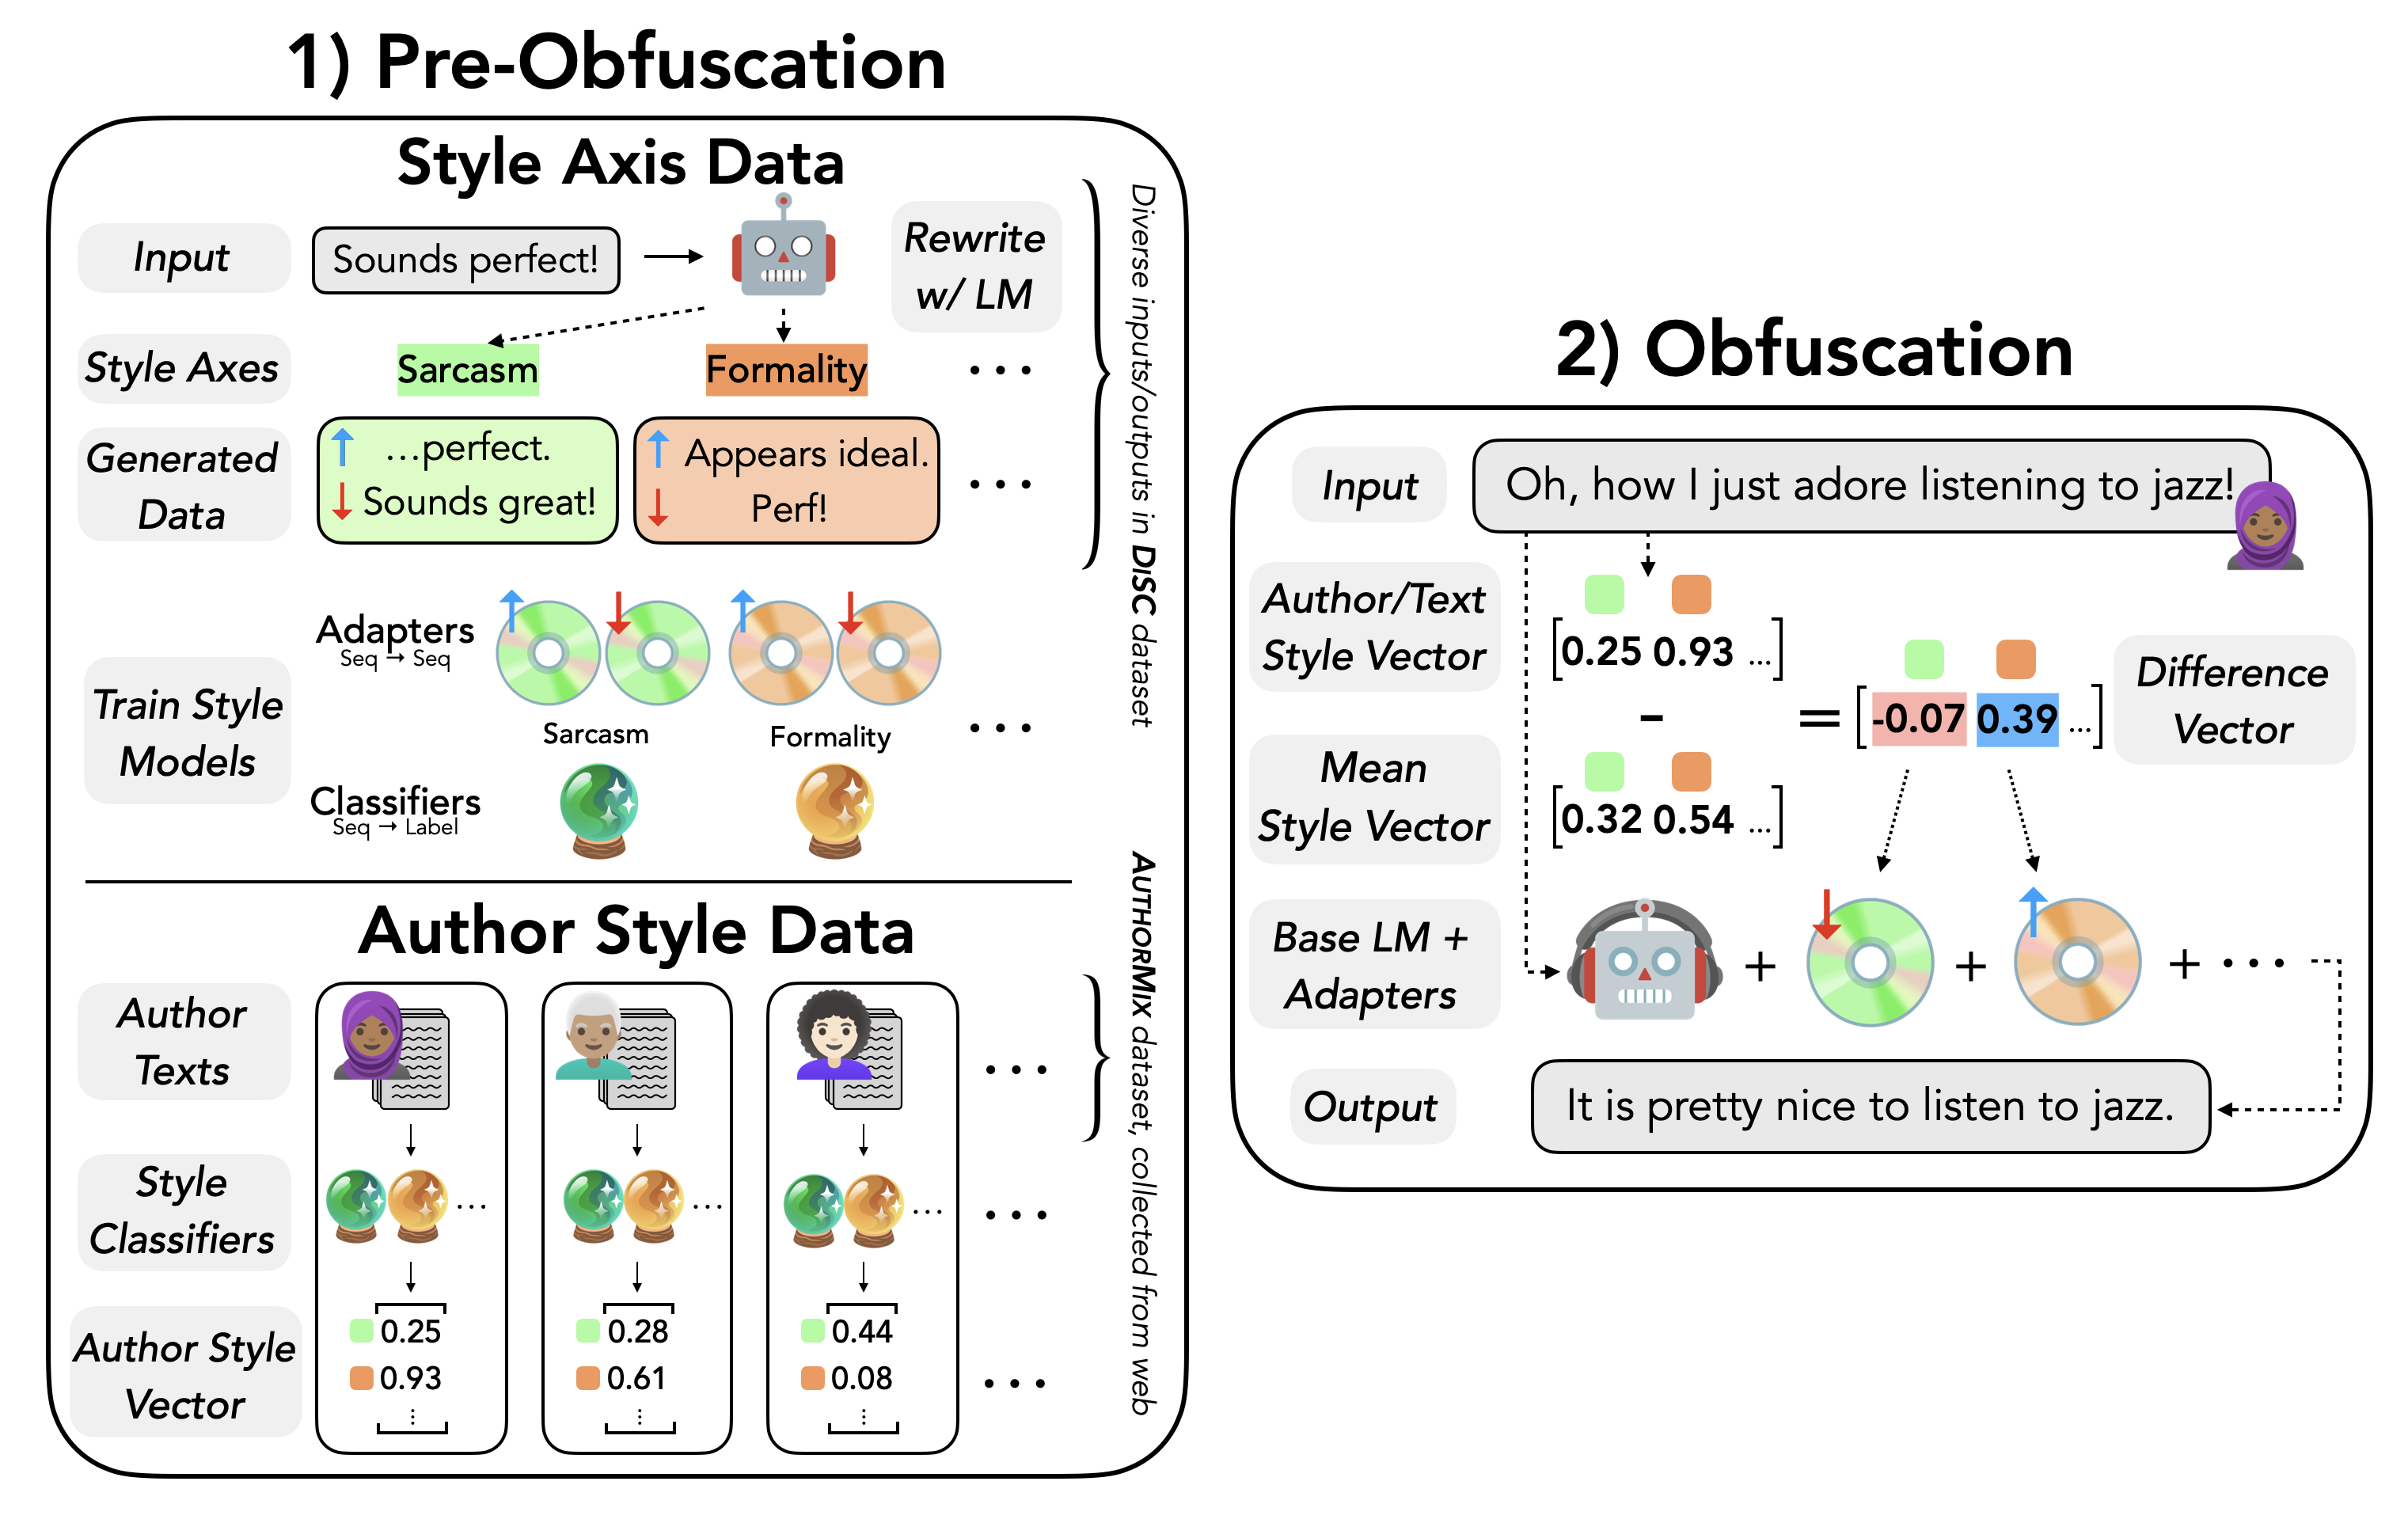 1) Pre-Obfuscation
Style Axis Data
Input
Sounds perfect!
Rewrite
w/ LM
Style Axes
Sarcasm
Formality
...
Generated
Data
↑ ...perfect.
↓ Sounds great!
↑ Appears ideal.
↓ Perf!
...
Diverse inputs/outputs in DiSC dataset
Train Style
Models
Adapters
Seq → Seq
Sarcasm
Formality
...
Classifiers
Seq → Label
Author Style Data
Author
Texts
...
Style
Classifiers
...
...
...
...
Author Style
Vector
0.25
0.93
⋮
0.28
0.61
⋮
0.44
0.08
⋮
...
AUTHORMIX dataset, collected from web
2) Obfuscation
Input
Oh, how I just adore listening to jazz!
Author/Text
Style Vector
[0.25 0.93 ...]
−
Mean
Style Vector
[0.32 0.54 ...]
= [-0.07 0.39 ...]
Difference
Vector
Base LM +
Adapters
+ + + ...
Output
It is pretty nice to listen to jazz.